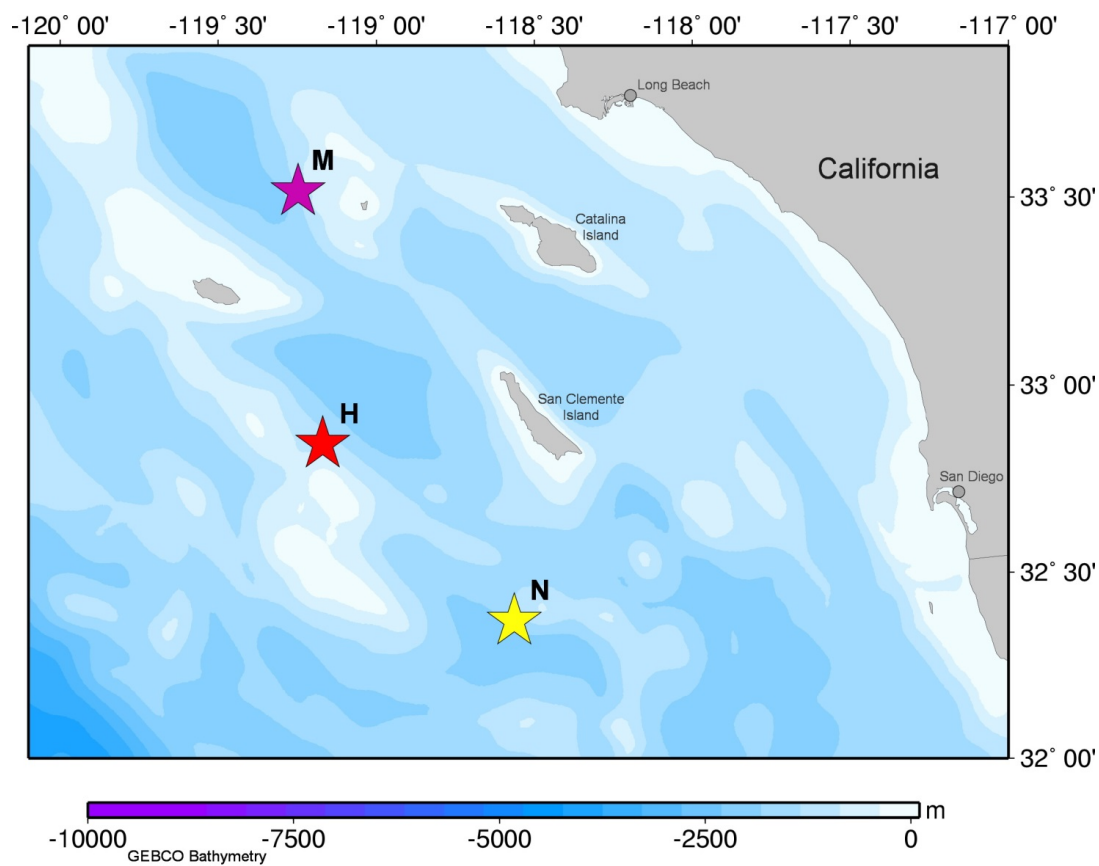 -120˚ 00' -119˚ 30' -119˚ 00' -118˚ 30' -118˚ 00' -117˚ 30' -117˚ 00'
Long Beach
M
California
33˚ 30'
Catalina
Island
33˚ 00'
San Clemente
Island
H
San Diego
32˚ 30'
N
32˚ 00'
m
-10000 -7500 -5000 -2500 0
GEBCO Bathymetry